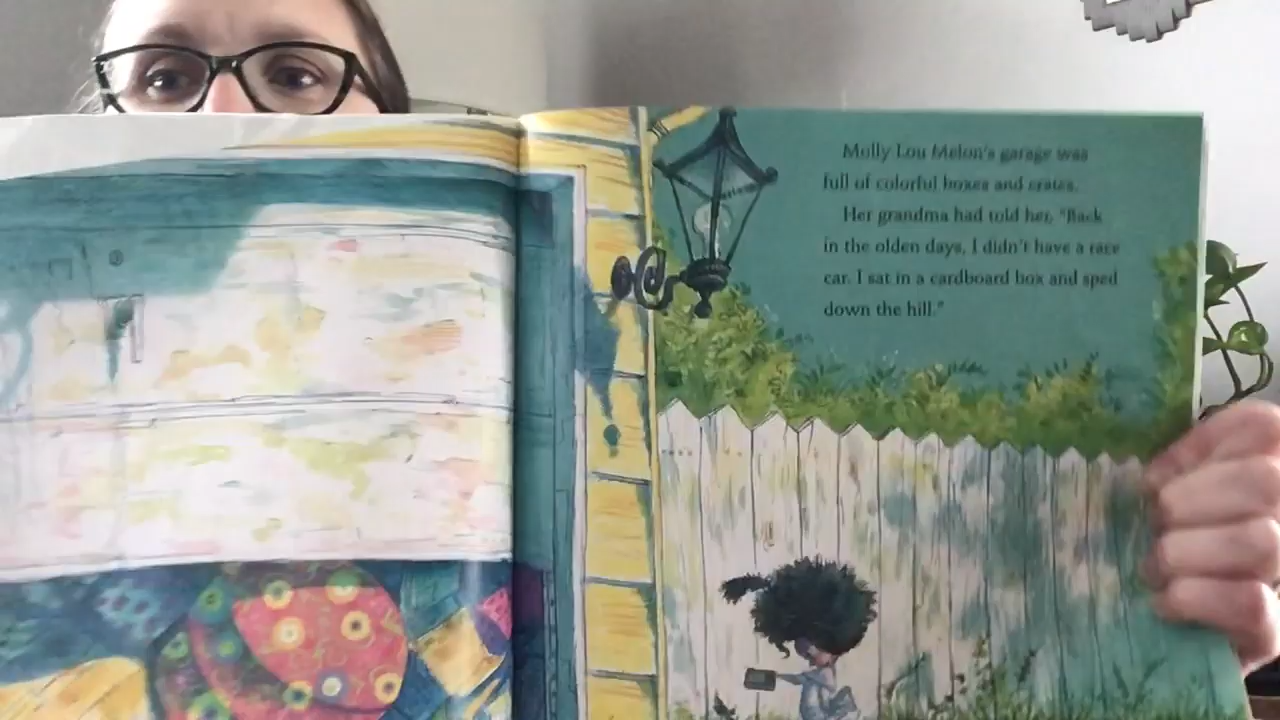 Molly Lou Melon's garage was
full of colorful boxes and crates.
Her grandma had told her, "Back
in the olden days, I didn't have a race
car. I sat in a cardboard box and sped
down the hill."